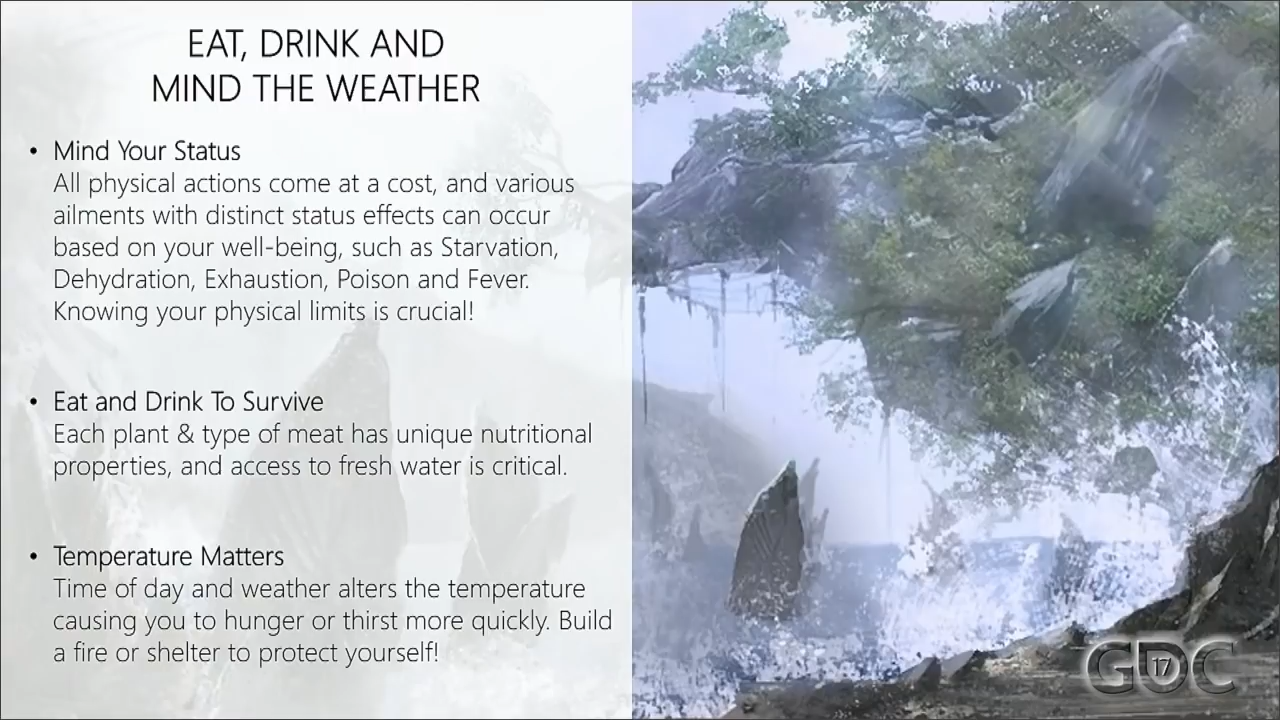 EAT, DRINK AND
MIND THE WEATHER
• Mind Your Status
All physical actions come at a cost, and various
ailments with distinct status effects can occur
based on your well-being, such as Starvation,
Dehydration, Exhaustion, Poison and Fever.
Knowing your physical limits is crucial!
• Eat and Drink To Survive
Each plant & type of meat has unique nutritional
properties, and access to fresh water is critical.
• Temperature Matters
Time of day and weather alters the temperature
causing you to hunger or thirst more quickly. Build
a fire or shelter to protect yourself!
GDC
17